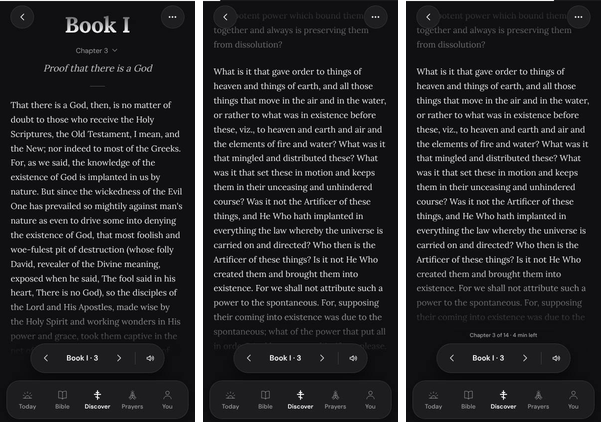 Book I
Chapter 3
Proof that there is a God
That there is a God, then, is no matter of
doubt to those who receive the Holy
Scriptures, the Old Testament, I mean, and
the New; nor indeed to most of the Greeks.
For, as we said, the knowledge of the
existence of God is implanted in us by
nature. But since the wickedness of the Evil
One has prevailed so mightily against man's
nature as even to drive some into denying
the existence of God, that most foolish and
woe-fulest pit of destruction (whose folly
David, revealer of the Divine meaning,
exposed when he said, The fool said in his
heart, There is no God), so the disciples of
the Lord and His Apostles, made wise by
the Holy Spirit and working wonders in His
power and grace, took them captive in the
Book I · 3
Today
Bible
Discover
Prayers
You
potent power which bound them
together and always is preserving them
from dissolution?
What is it that gave order to things of
heaven and things of earth, and all those
things that move in the air and in the water,
or rather to what was in existence before
these, viz., to heaven and earth and air and
the elements of fire and water? What was it
that mingled and distributed these? What
was it that set these in motion and keeps
them in their unceasing and unhindered
course? Was it not the Artificer of these
things, and He Who hath implanted in
everything the law whereby the universe is
carried on and directed? Who then is the
Artificer of these things? Is it not He Who
created them and brought them into
existence. For we shall not attribute such a
power to the spontaneous. For, supposing
their coming into existence was due to the
spontaneous; what of the power that put all
Book I · 3
Today
Bible
Discover
Prayers
You
potent power which bound them
together and always is preserving them
from dissolution?
What is it that gave order to things of
heaven and things of earth, and all those
things that move in the air and in the water,
or rather to what was in existence before
these, viz., to heaven and earth and air and
the elements of fire and water? What was it
that mingled and distributed these? What
was it that set these in motion and keeps
them in their unceasing and unhindered
course? Was it not the Artificer of these
things, and He Who hath implanted in
everything the law whereby the universe is
carried on and directed? Who then is the
Artificer of these things? Is it not He Who
created them and brought them into
existence. For we shall not attribute such a
power to the spontaneous. For, supposing
their coming into existence was due to the
Chapter 3 of 14 · 4 min left
Book I · 3
Today
Bible
Discover
Prayers
You